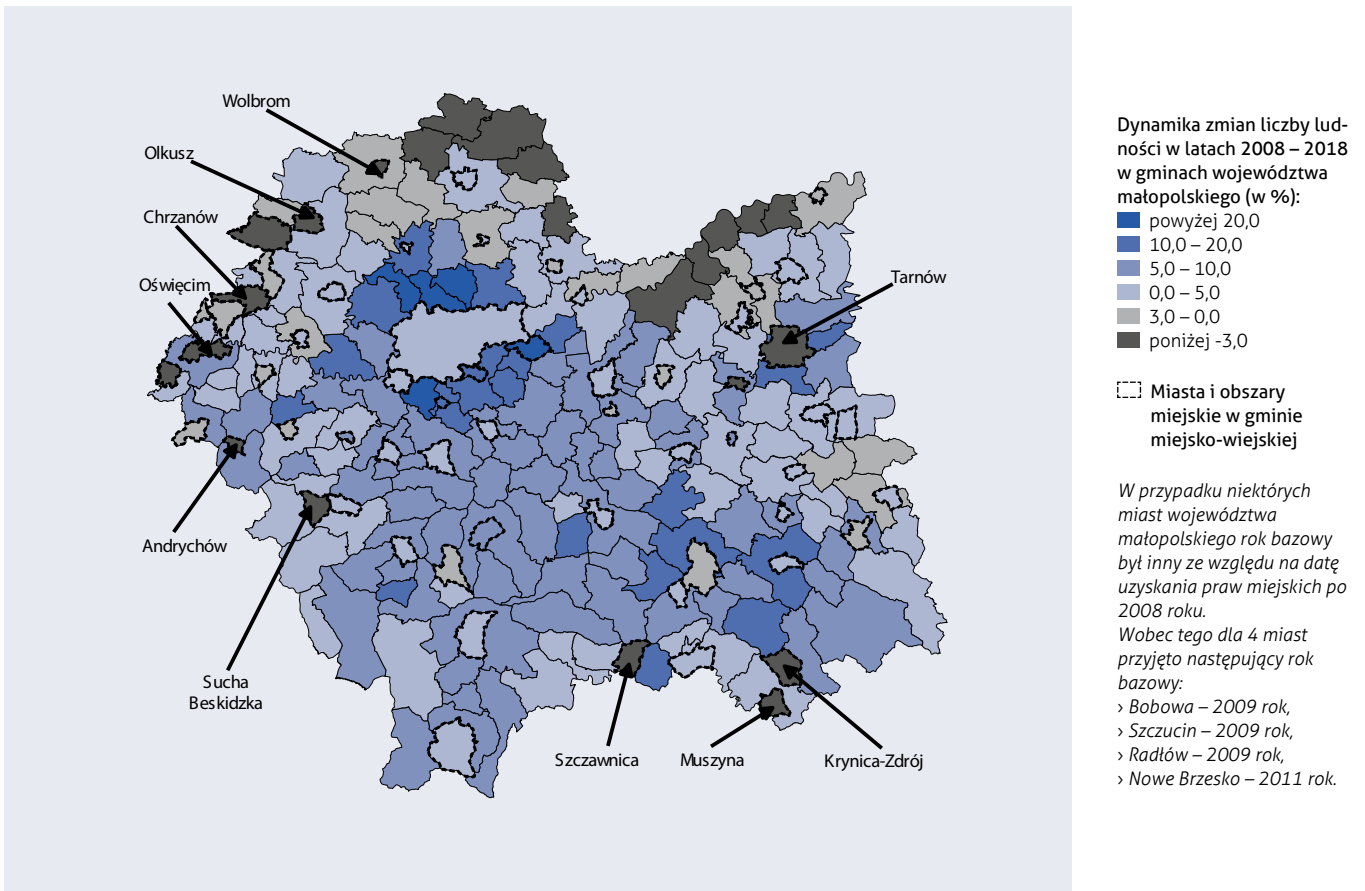 Wolbrom
Olkusz
Chrzanów
Oświęcim
Tarnów
Andrychów
Sucha
Beskidzka
Szczawnica
Muszyna
Krynica-Zdrój
Dynamika zmian liczby lud-
ności w latach 2008 – 2018
w gminach województwa
małopolskiego (w %):
powyżej 20,0
10,0 – 20,0
5,0 – 10,0
0,0 – 5,0
3,0 – 0,0
poniżej -3,0
Miasta i obszary
miejskie w gminie
miejsko-wiejskiej
W przypadku niektórych
miast województwa
małopolskiego rok bazowy
był inny ze względu na datę
uzyskania praw miejskich po
2008 roku.
Wobec tego dla 4 miast
przyjęto następujący rok
bazowy:
› Bobowa – 2009 rok,
› Szczucin – 2009 rok,
› Radłów – 2009 rok,
› Nowe Brzesko – 2011 rok.